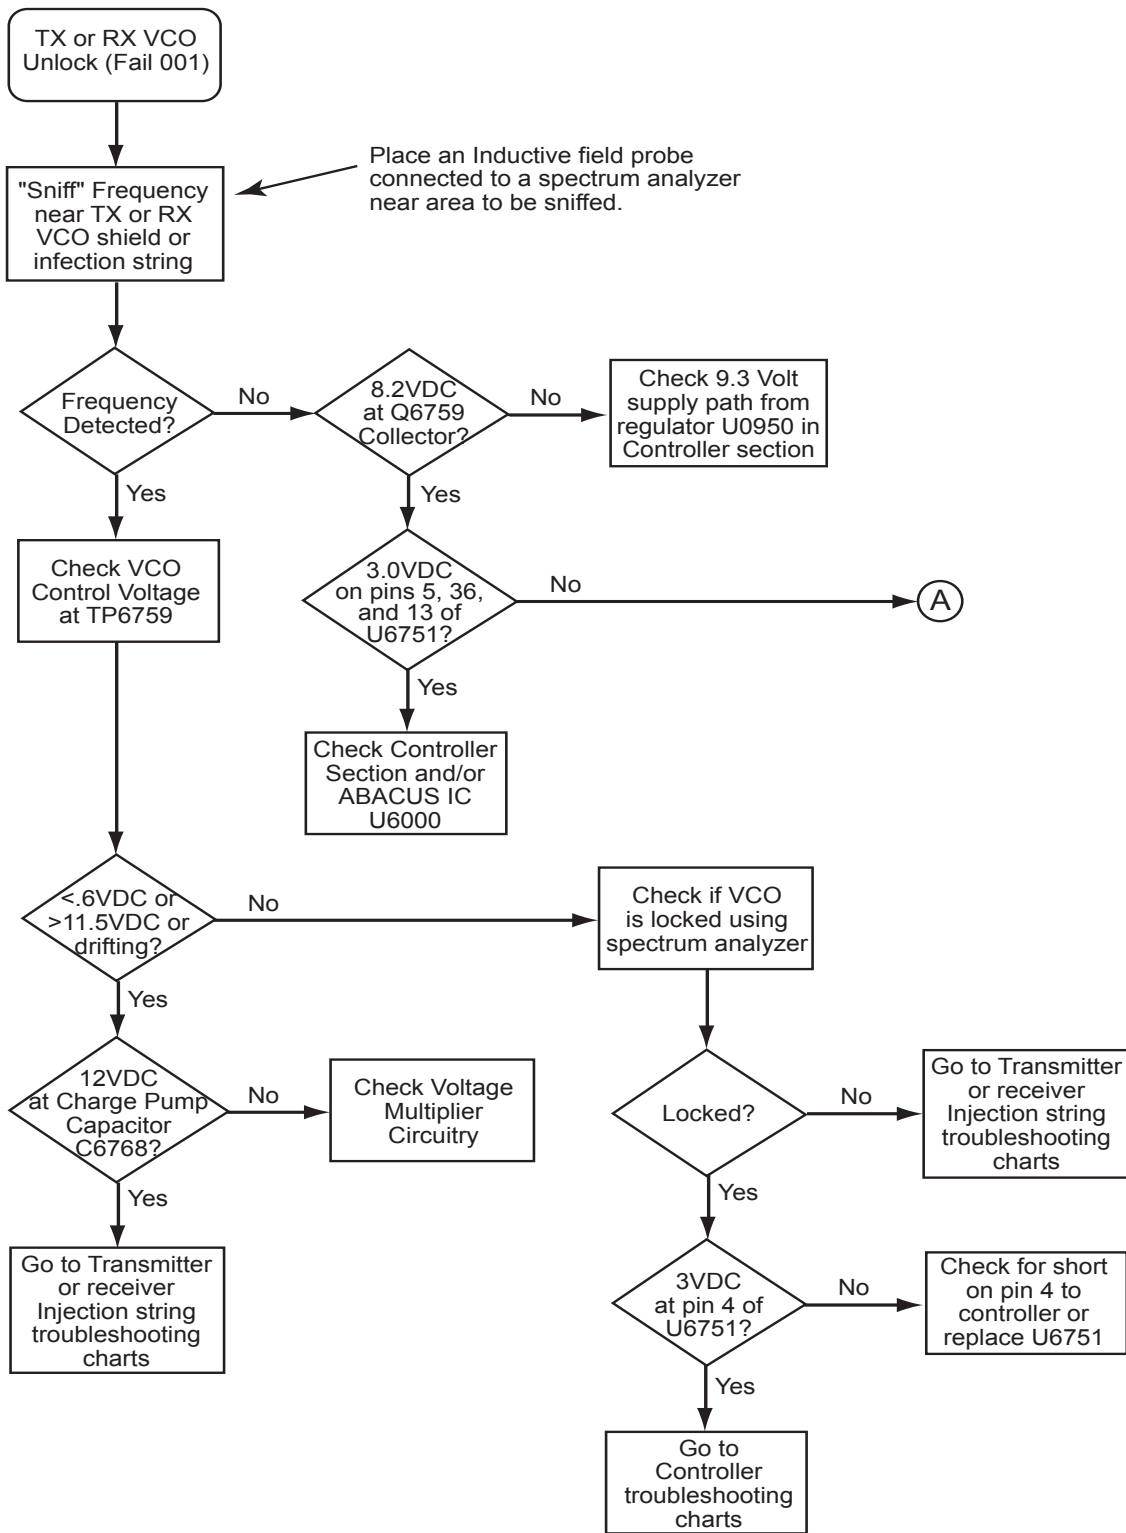 TX or RX VCO
Unlock (Fail 001)
Place an Inductive field probe
connected to a spectrum analyzer
near area to be sniffed.
"Sniff" Frequency
near TX or RX
VCO shield or
infection string
Frequency
Detected?
No
8.2VDC
at Q6759
Collector?
No
Check 9.3 Volt
supply path from
regulator U0950 in
Controller section
Yes
Yes
Check VCO
Control Voltage
at TP6759
3.0VDC
on pins 5, 36,
and 13 of
U6751?
No
A
Yes
Check Controller
Section and/or
ABACUS IC
U6000
<.6VDC or
>11.5VDC or
drifting?
No
Check if VCO
is locked using
spectrum analyzer
Yes
12VDC
at Charge Pump
Capacitor
C6768?
No
Check Voltage
Multiplier
Circuitry
Locked?
No
Go to Transmitter
or receiver
Injection string
troubleshooting
charts
Yes
Yes
Go to Transmitter
or receiver
Injection string
troubleshooting
charts
3VDC
at pin 4 of
U6751?
No
Check for short
on pin 4 to
controller or
replace U6751
Yes
Go to
Controller
troubleshooting
charts